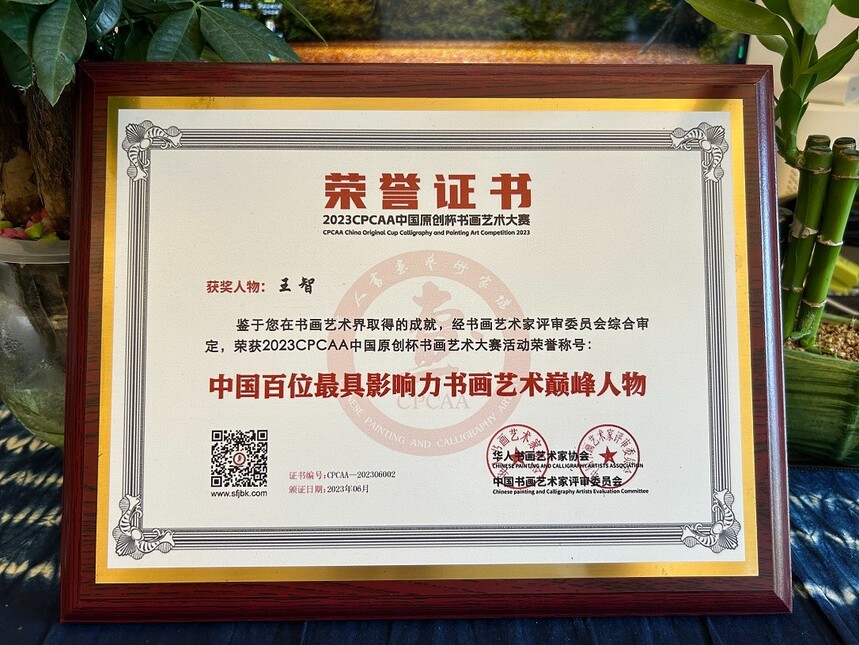 荣誉证书
2023CPCAA中国原创杯书画艺术大赛
CPCAA China Original Cup Calligraphy and Painting Art Competition 2023
获奖人物：王智
鉴于您在书画艺术界取得的成就，经书画艺术家评审委员会综合审
定，荣获2023CPCAA中国原创杯书画艺术大赛活动荣誉称号：
中国百位最具影响力书画艺术巅峰人物
CPCAA
PAINTING AND CALLIGRAPHY
www.sfjbk.com
证书编号：CPCAA—202306002
颁证日期：2023年06月
华人书画艺术家协会
CHINESE PAINTING AND CALLIGRAPHY ARTISTS ASSOCIATION
中国书画艺术家评审委员会
Chinese painting and Calligraphy Artists Evaluation Committee